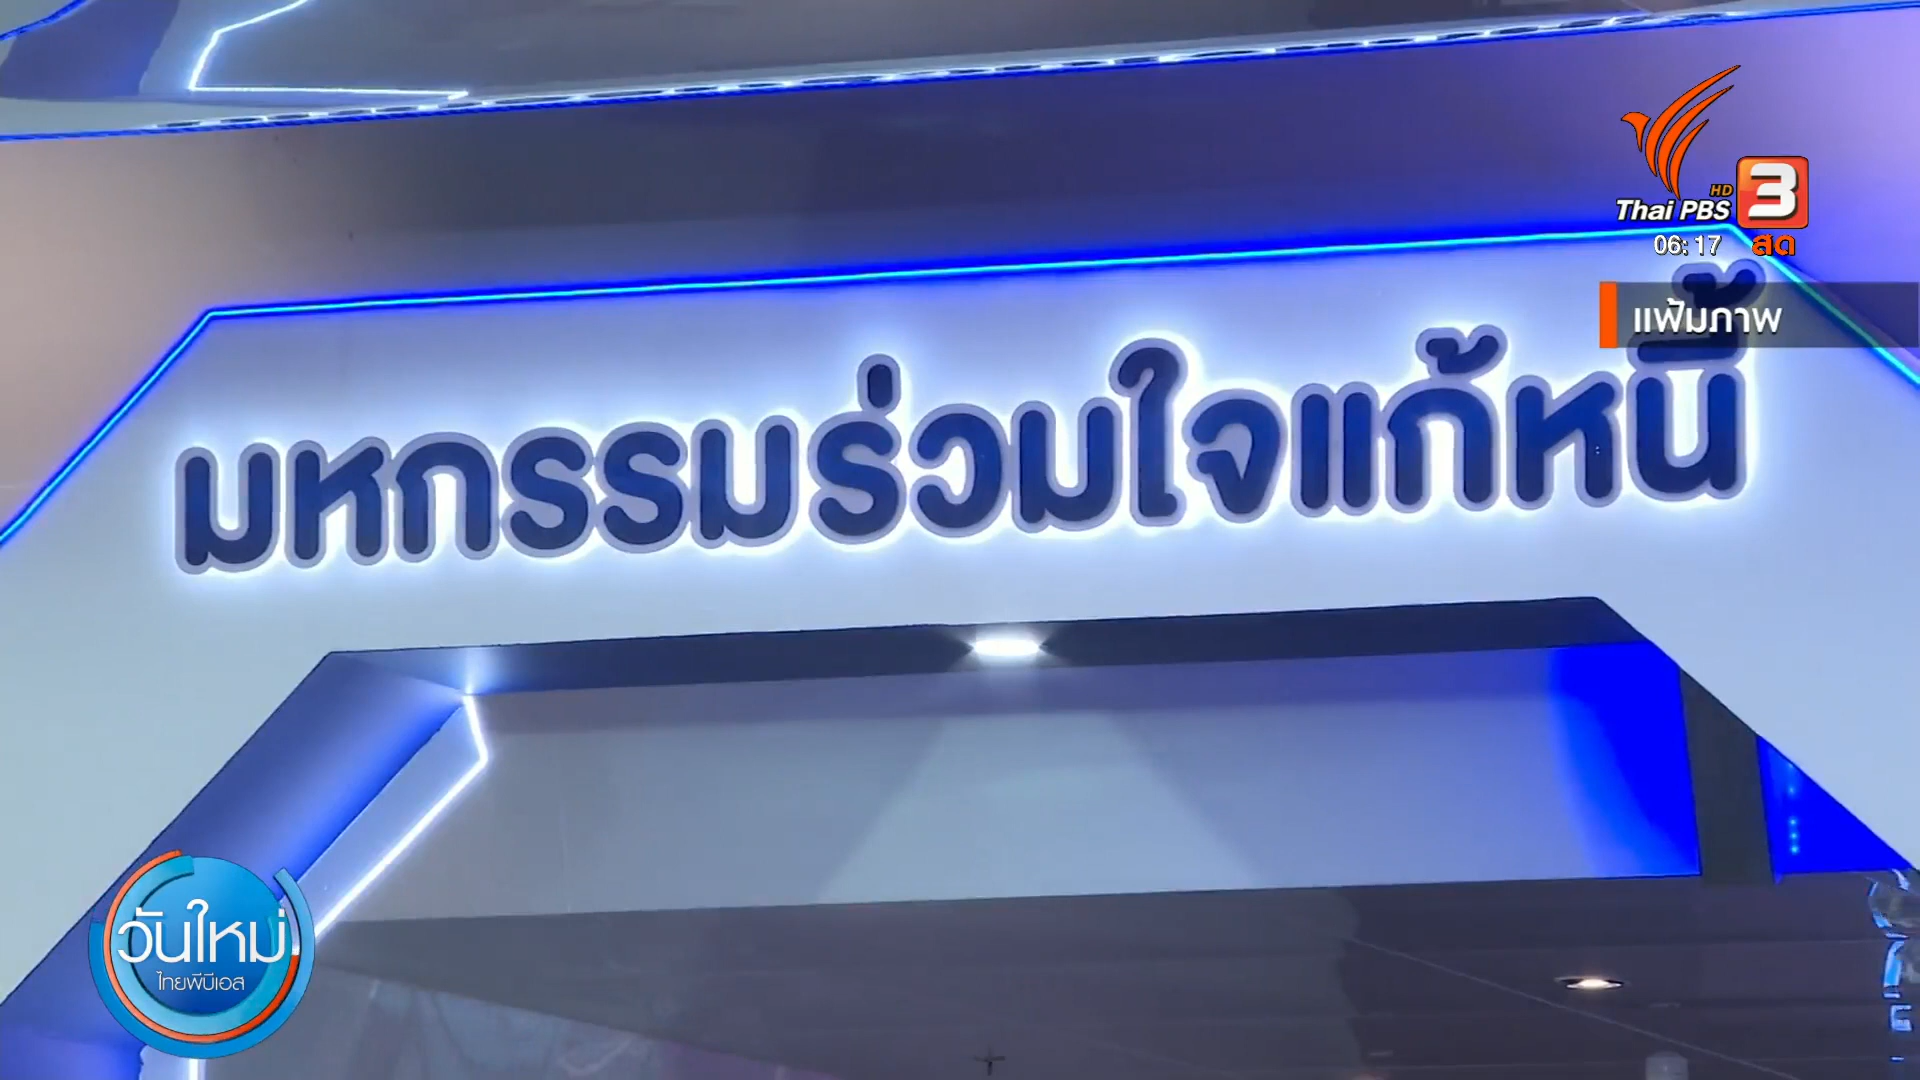 HD
Thai PBS 3
06:17 สด
แฟ้มภาพ
มหกรรมร่วมใจแก้หนี้
วันใหม่
ไทยพีบีเอส